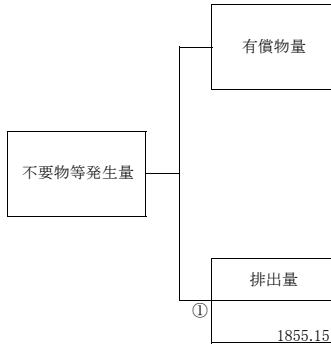 有償物量
不要物等発生量
排出量
①
1855.15